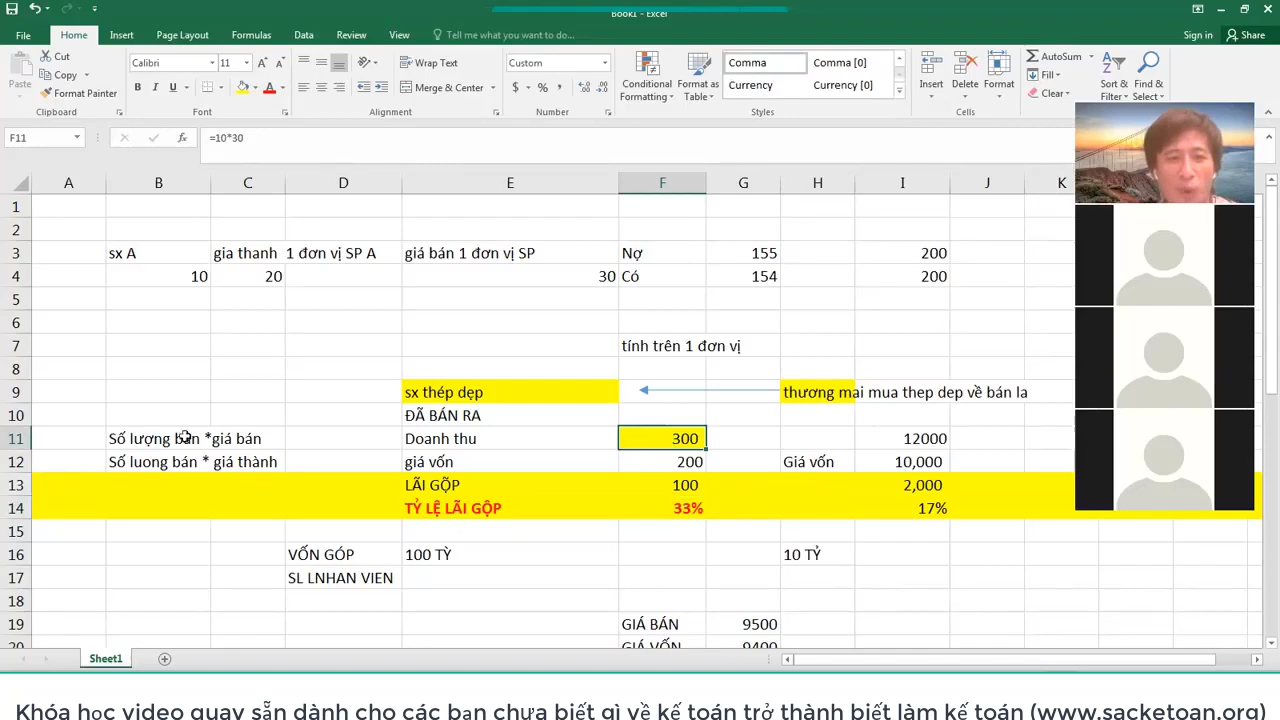 Book1 - Excel
File Home Insert Page Layout Formulas Data Review View Tell me what you want to do... Sign in Share
Cut
Copy
Format Painter
Paste
Clipboard
Calibri 11
B I U
Font
Wrap Text
Merge & Center
Alignment
Custom
$ % ,
Number
Conditional Formatting
Format as Table
Comma Comma [0]
Currency Currency [0]
Styles
Insert Delete Format
Cells
AutoSum
Fill
Clear
Sort & Filter
Find & Select
F11 fx =10*30
A B C D E F G H I J K
1
2
3 sx A gia thanh 1 đơn vị SP A giá bán 1 đơn vị SP Nợ 155 200
4 10 20 30 Có 154 200
5
6
7 tính trên 1 đơn vị
8
9 sx thép dẹp thương mai mua thep dep về bán la
10 ĐÃ BÁN RA
11 Số lượng bán *giá bán Doanh thu 300 12000
12 Số luong bán * giá thành giá vốn 200 Giá vốn 10,000
13 LÃI GỘP 100 2,000
14 TỶ LỆ LÃI GỘP 33% 17%
15
16 VỐN GÓP 100 TỲ 10 TỶ
17 SL LNHAN VIEN
18
19 GIÁ BÁN 9500
20 GIÁ VỐN 9400
Sheet1
Khóa học video quay sẵn dành cho các bạn chưa biết gì về kế toán trở thành biết làm kế toán (www.sacketoan.org)